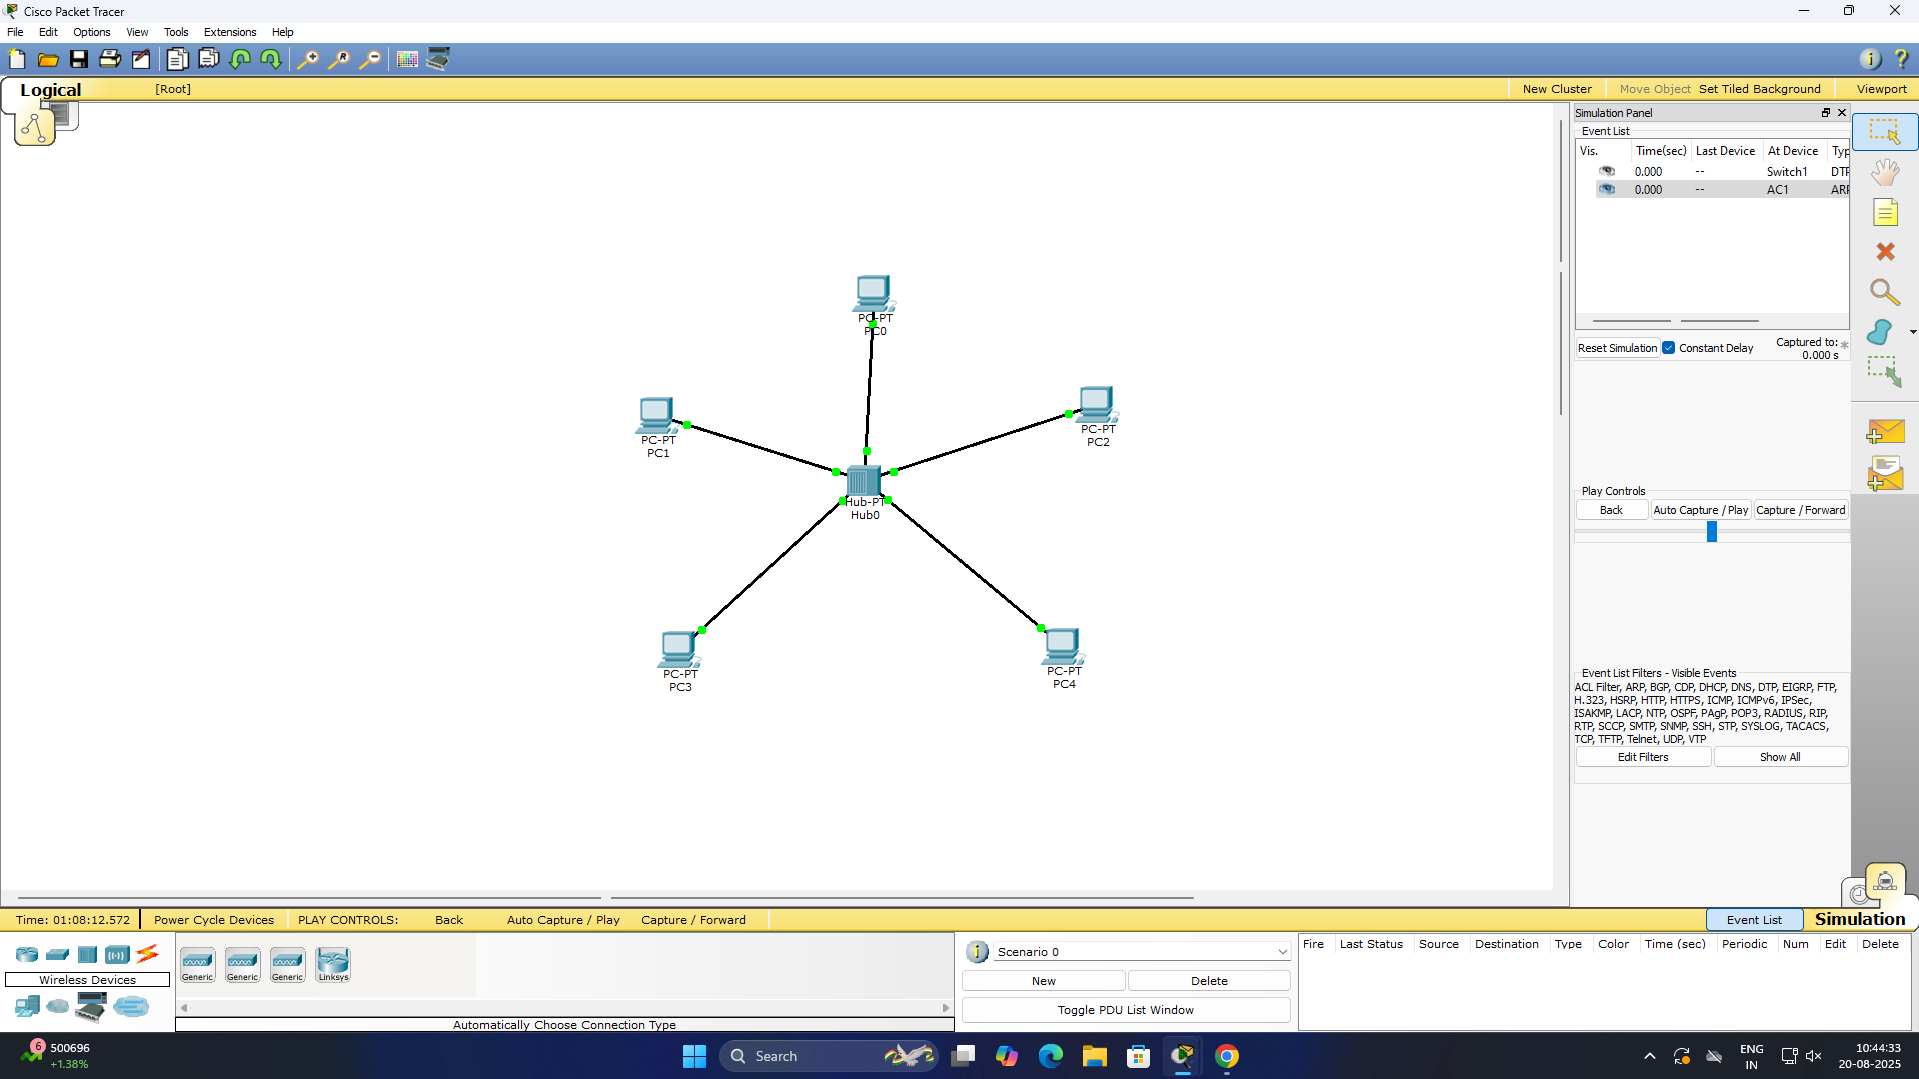 Cisco Packet Tracer
File Edit Options View Tools Extensions Help
Logical [Root] New Cluster Move Object Set Tiled Background Viewport
Simulation Panel
Event List
Vis. Time(sec) Last Device At Device Typ
0.000 -- Switch1 DTP
0.000 -- AC1 ARP
PC-PT
PC0
PC-PT
PC1
PC-PT
PC2
Hub-PT
Hub0
PC-PT
PC3
PC-PT
PC4
Reset Simulation Constant Delay Captured to: *
0.000 s
Play Controls
Back Auto Capture / Play Capture / Forward
Event List Filters - Visible Events
ACL Filter, ARP, BGP, CDP, DHCP, DNS, DTP, EIGRP, FTP,
H.323, HSRP, HTTP, HTTPS, ICMP, ICMPv6, IPSec,
ISAKMP, LACP, NTP, OSPF, PAgP, POP3, RADIUS, RIP,
RTP, SCCP, SMTP, SNMP, SSH, STP, SYSLOG, TACACS,
TCP, TFTP, Telnet, UDP, VTP
Edit Filters Show All
Time: 01:08:12.572 Power Cycle Devices PLAY CONTROLS: Back Auto Capture / Play Capture / Forward Event List Simulation
Wireless Devices
Generic Generic Generic Linksys
Automatically Choose Connection Type
Scenario 0
New Delete
Toggle PDU List Window
Fire Last Status Source Destination Type Color Time (sec) Periodic Num Edit Delete
6 500696
+1.38%
Search
ENG
IN
10:44:33
20-08-2025